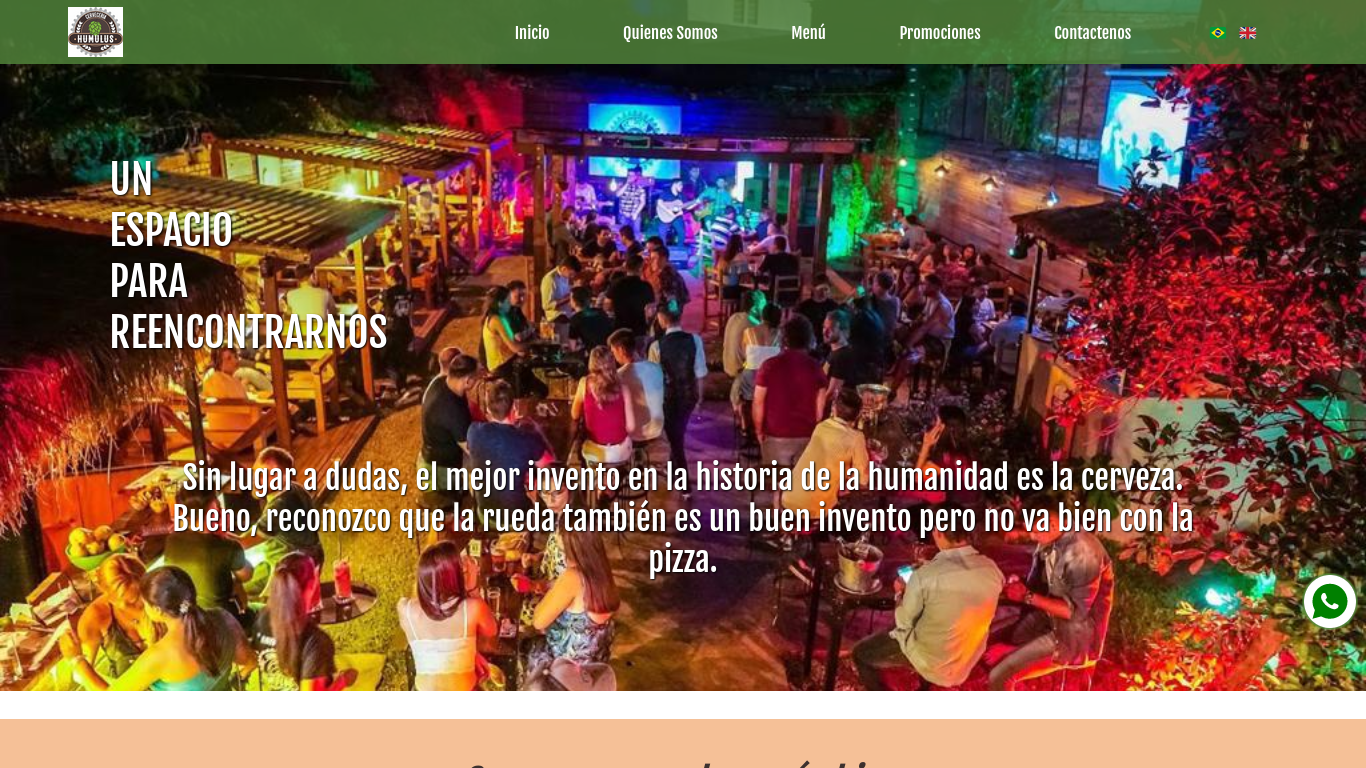 CERVECERIA
HUMULUS
Inicio
Quienes Somos
Menú
Promociones
Contactenos
UN
ESPACIO
PARA
REENCONTRARNOS
Sin lugar a dudas, el mejor invento en la historia de la humanidad es la cerveza.
Bueno, reconozco que la rueda también es un buen invento pero no va bien con la
pizza.